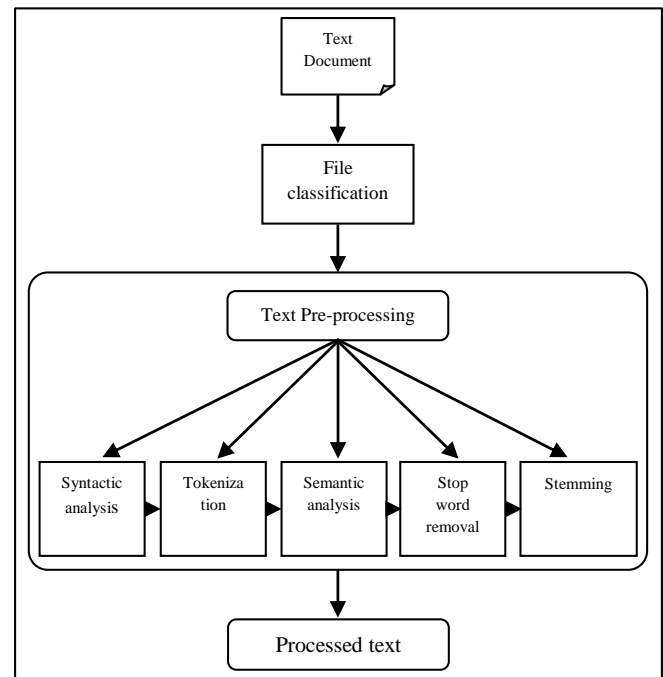 Text
Document
File
classification
Text Pre-processing
Syntactic
analysis
Tokeniza
tion
Semantic
analysis
Stop
word
removal
Stemming
Processed text